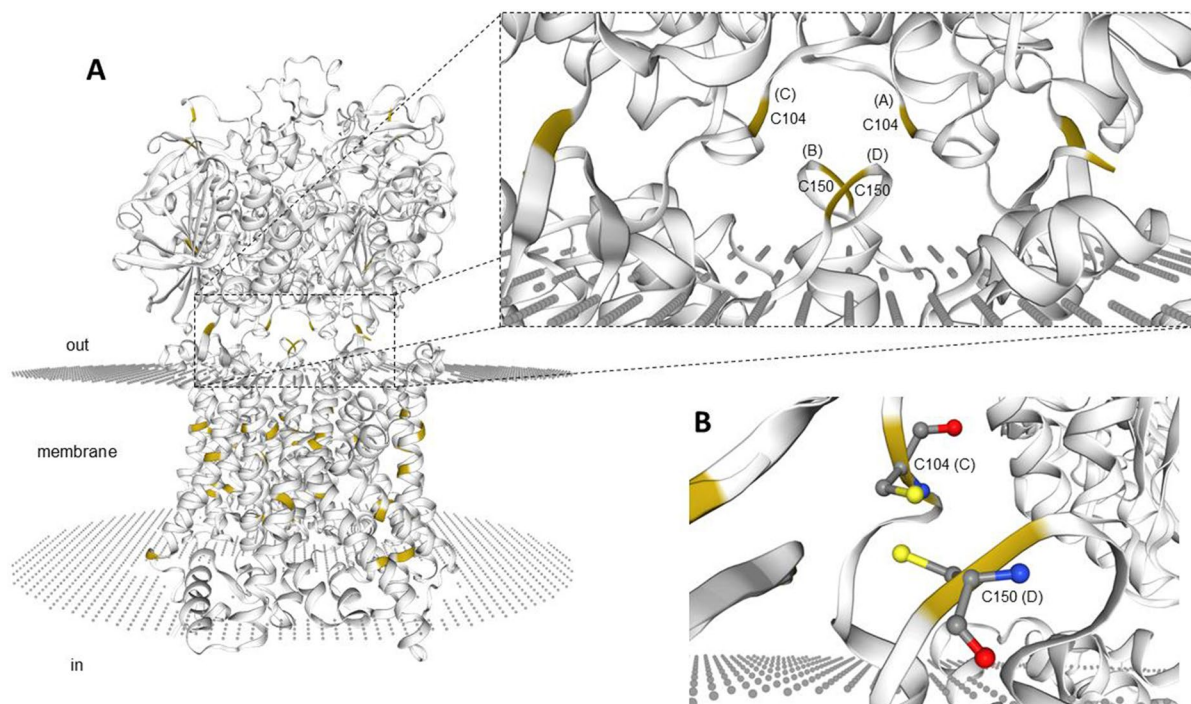 A
out
membrane
in
(C)
C104
(A)
C104
(B)
(D)
C150
C150
B
C104 (C)
C150 (D)